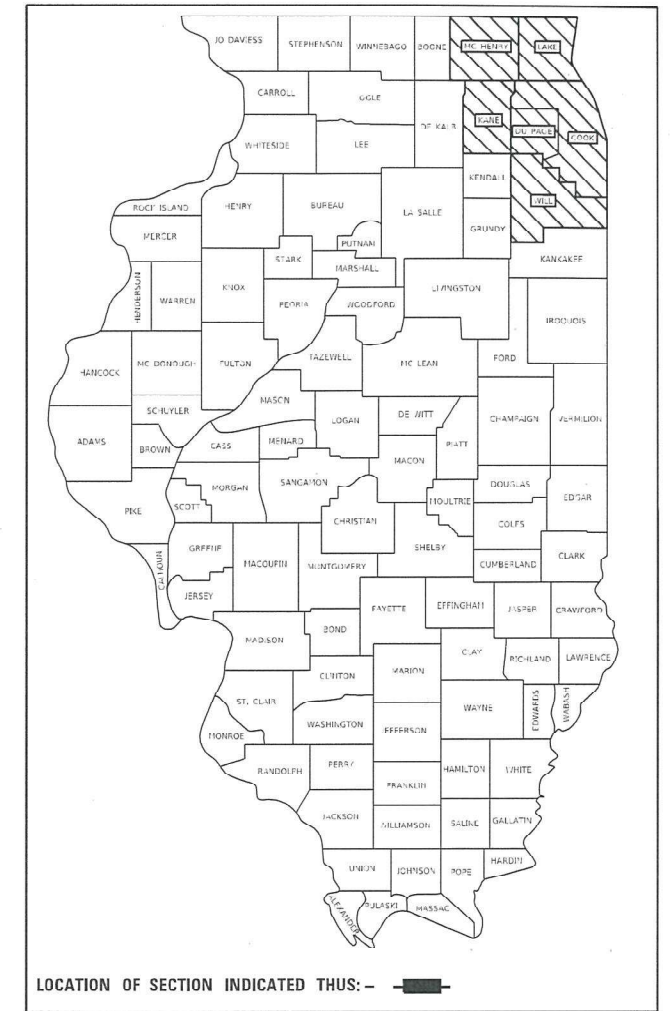 JO DAVIESS STEPHENSON WINNEBAGO BOONE MC HENRY LAKE
CARROLL OGLE
DE KALB KANE DU PAGE COOK
WHITESIDE LEE
KENDALL WILL
ROCK ISLAND HENRY BUREAU LA SALLE
MERCER PUTNAM GRUNDY
STARK MARSHALL KANKAKEE
HENDERSON WARREN KNOX PEORIA WOODFORD LIVINGSTON IROQUOIS
HANCOCK MC DONOUGH FULTON TAZEWELL MC LEAN FORD
SCHUYLER MASON LOGAN DE WITT CHAMPAIGN VERMILION
ADAMS BROWN CASS MENARD PIATT
MACON
PIKE SCOTT MORGAN SANGAMON DOUGLAS EDGAR
CHRISTIAN MOULTRIE COLES
GREENE MACOUPIN MONTGOMERY SHELBY CUMBERLAND CLARK
CALHOUN JERSEY
FAYETTE EFFINGHAM JASPER CRAWFORD
MADISON BOND
CLAY RICHLAND LAWRENCE
CLINTON MARION
ST. CLAIR WAYNE EDWARDS WABASH
WASHINGTON JEFFERSON
MONROE
RANDOLPH PERRY HAMILTON WHITE
FRANKLIN
JACKSON WILLIAMSON SALINE GALLATIN
UNION JOHNSON POPE HARDIN
ALEXANDER PULASKI MASSAC
LOCATION OF SECTION INDICATED THUS: –